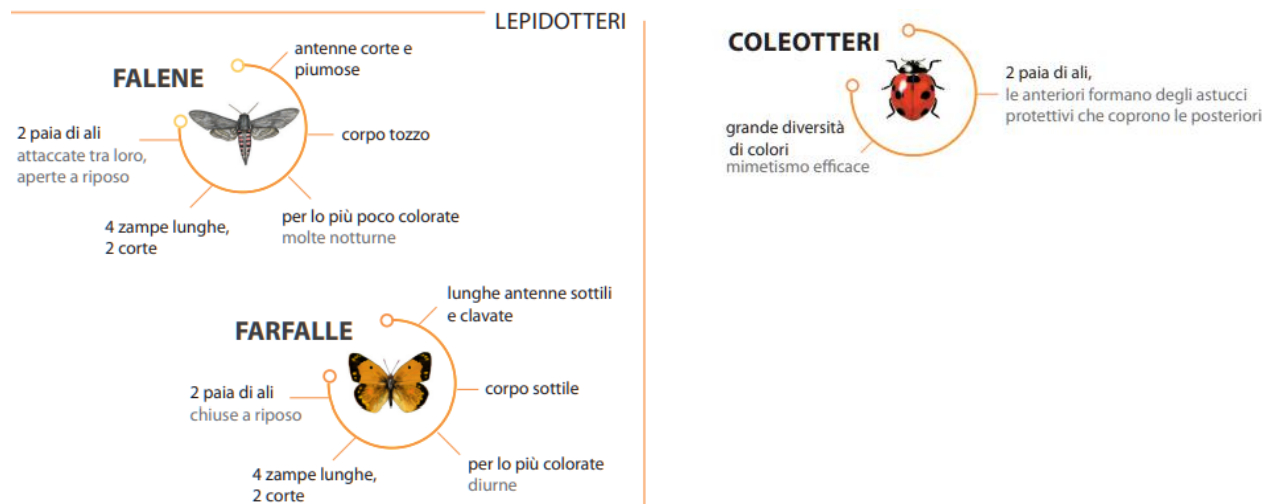 LEPIDOTTERI
FALENE
antenne corte e
piumose
corpo tozzo
per lo più poco colorate
molte notturne
4 zampe lunghe,
2 corte
2 paia di ali
attaccate tra loro,
aperte a riposo
FARFALLE
lunghe antenne sottili
e clavate
corpo sottile
per lo più colorate
diurne
4 zampe lunghe,
2 corte
2 paia di ali
chiuse a riposo
COLEOTTERI
2 paia di ali,
le anteriori formano degli astucci
protettivi che coprono le posteriori
grande diversità
di colori
mimetismo efficace